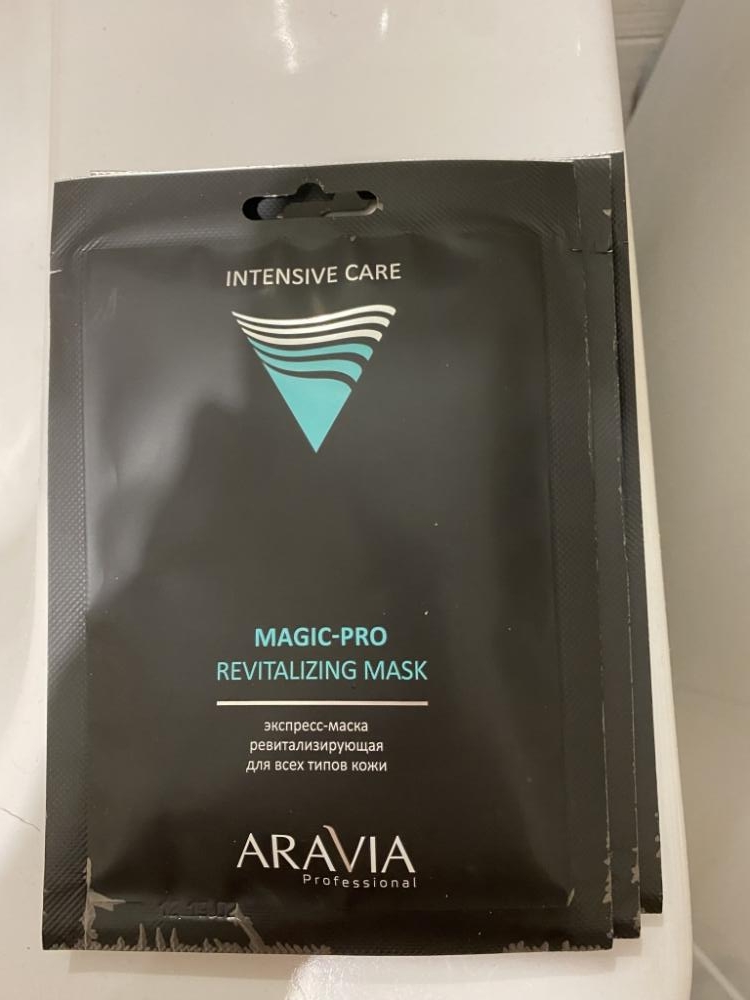 INTENSIVE CARE
MAGIC-PRO
REVITALIZING MASK
экспресс-маска
ревитализирующая
для всех типов кожи
ARAVIA
Professional